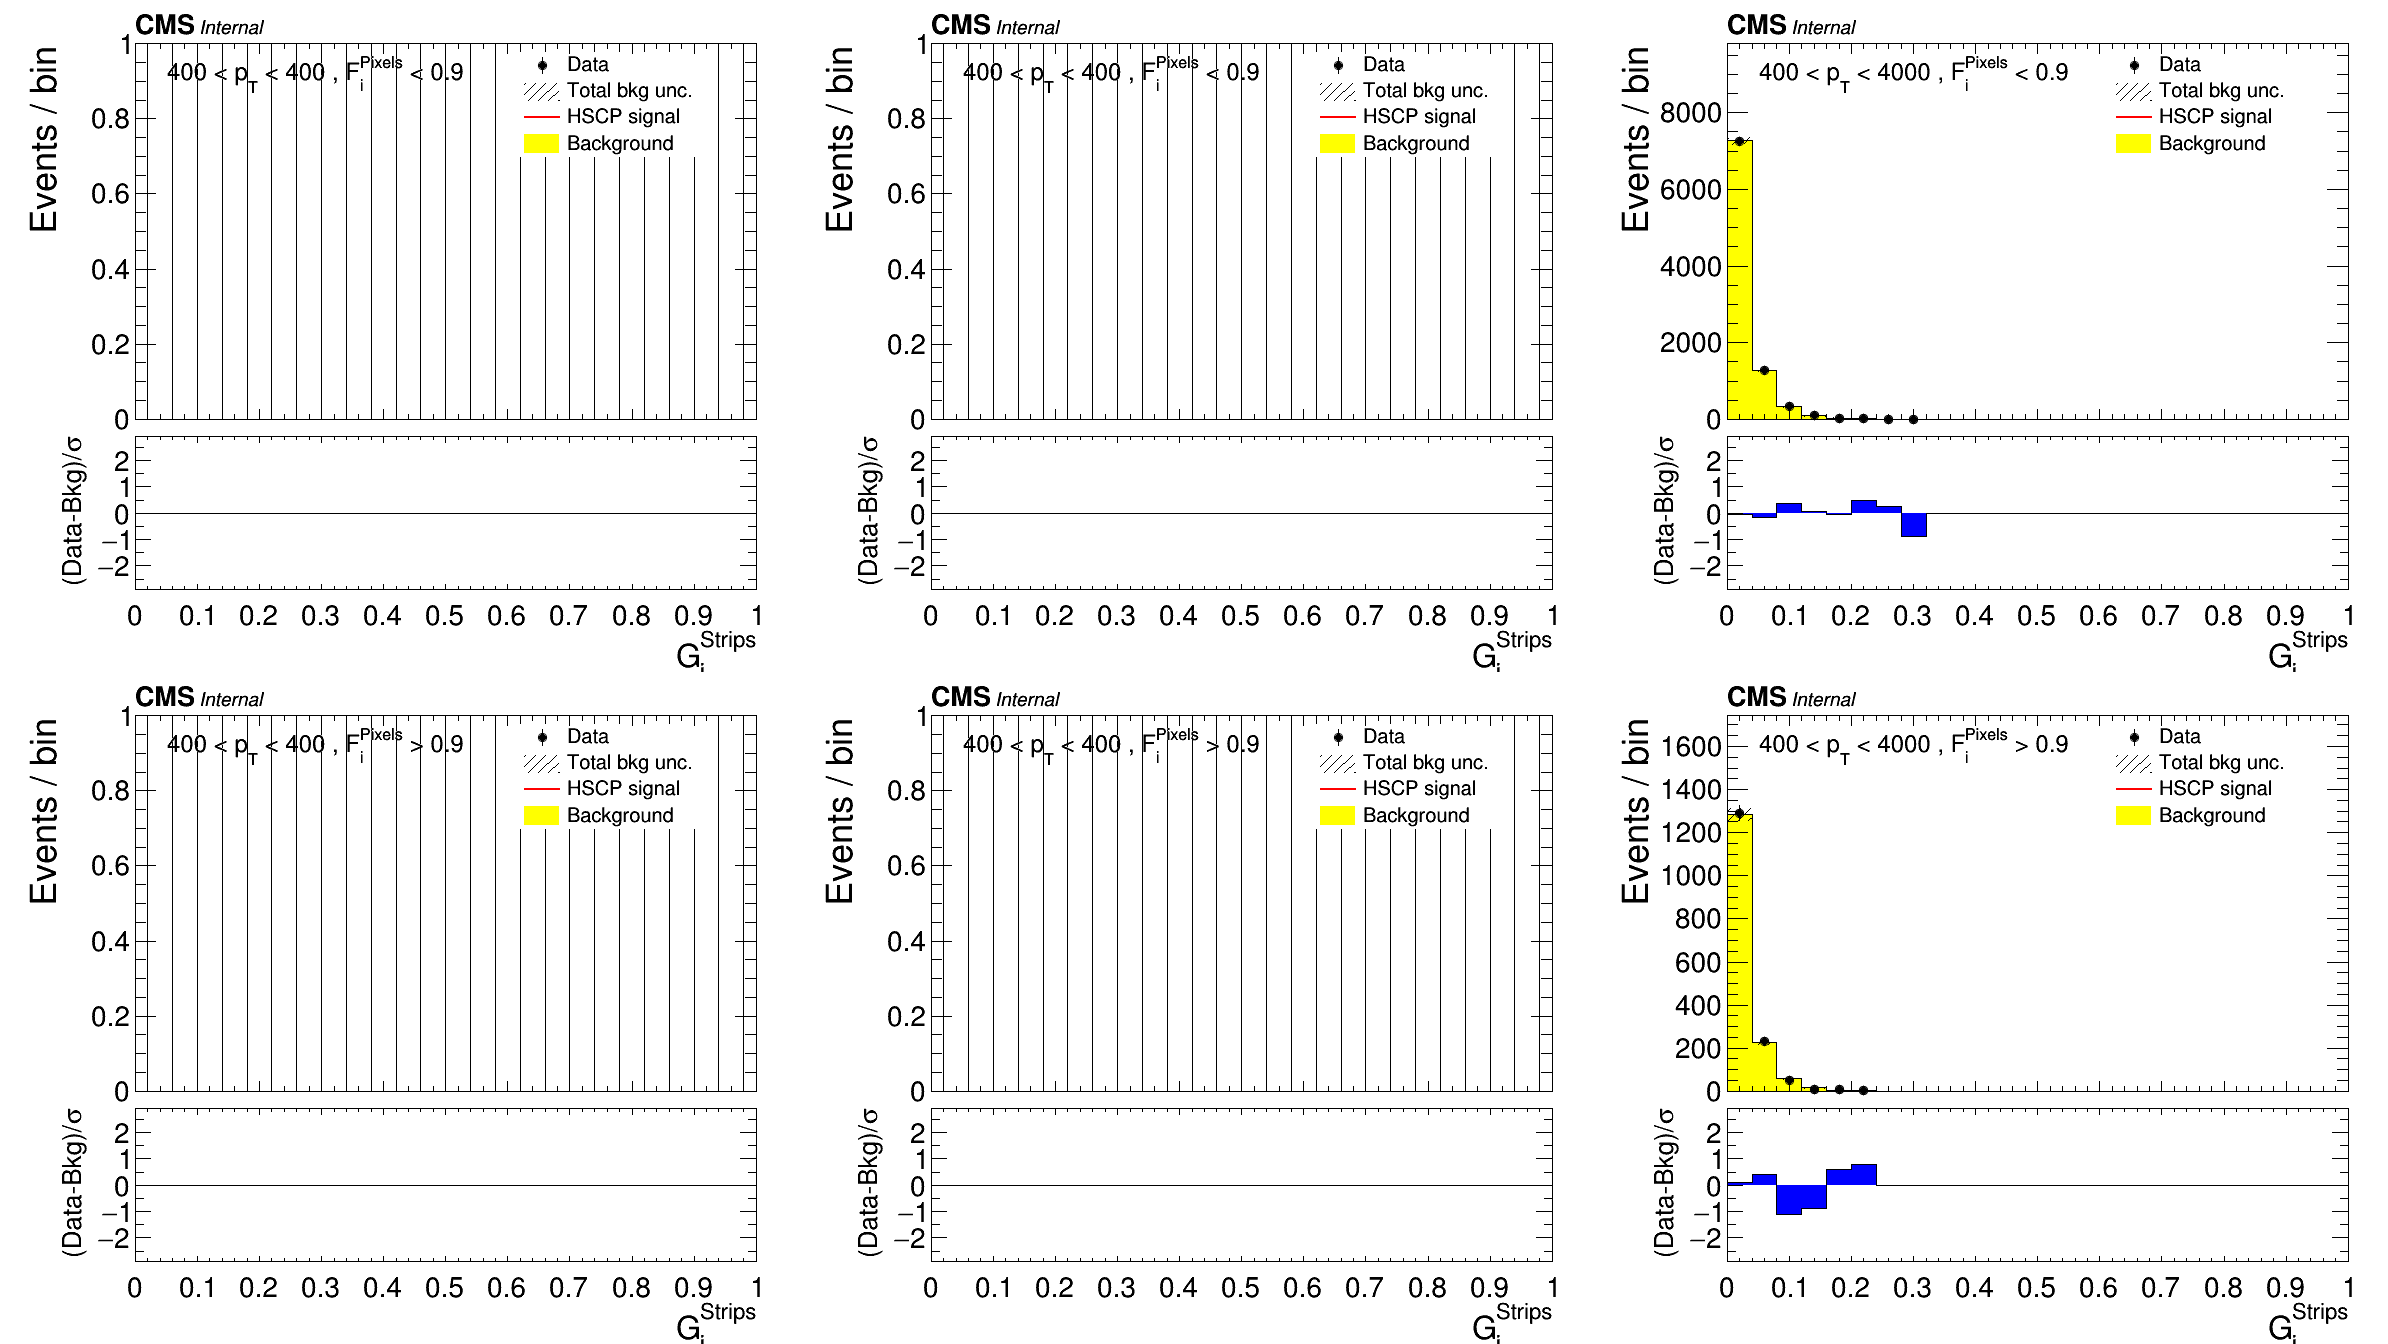 CMS Internal
400 < pT < 400 , FiPixels < 0.9
Data
Total bkg unc.
HSCP signal
Background
Events / bin
1
0.8
0.6
0.4
0.2
0
(Data-Bkg)/σ
2
1
0
−1
−2
0 0.1 0.2 0.3 0.4 0.5 0.6 0.7 0.8 0.9 1
GiStrips
CMS Internal
400 < pT < 400 , FiPixels < 0.9
Data
Total bkg unc.
HSCP signal
Background
Events / bin
1
0.8
0.6
0.4
0.2
0
(Data-Bkg)/σ
2
1
0
−1
−2
0 0.1 0.2 0.3 0.4 0.5 0.6 0.7 0.8 0.9 1
GiStrips
CMS Internal
400 < pT < 4000 , FiPixels < 0.9
Data
Total bkg unc.
HSCP signal
Background
Events / bin
8000
6000
4000
2000
0
(Data-Bkg)/σ
2
1
0
−1
−2
0 0.1 0.2 0.3 0.4 0.5 0.6 0.7 0.8 0.9 1
GiStrips
CMS Internal
400 < pT < 400 , FiPixels > 0.9
Data
Total bkg unc.
HSCP signal
Background
Events / bin
1
0.8
0.6
0.4
0.2
0
(Data-Bkg)/σ
2
1
0
−1
−2
0 0.1 0.2 0.3 0.4 0.5 0.6 0.7 0.8 0.9 1
GiStrips
CMS Internal
400 < pT < 400 , FiPixels > 0.9
Data
Total bkg unc.
HSCP signal
Background
Events / bin
1
0.8
0.6
0.4
0.2
0
(Data-Bkg)/σ
2
1
0
−1
−2
0 0.1 0.2 0.3 0.4 0.5 0.6 0.7 0.8 0.9 1
GiStrips
CMS Internal
400 < pT < 4000 , FiPixels > 0.9
Data
Total bkg unc.
HSCP signal
Background
Events / bin
1600
1400
1200
1000
800
600
400
200
0
(Data-Bkg)/σ
2
1
0
−1
−2
0 0.1 0.2 0.3 0.4 0.5 0.6 0.7 0.8 0.9 1
GiStrips